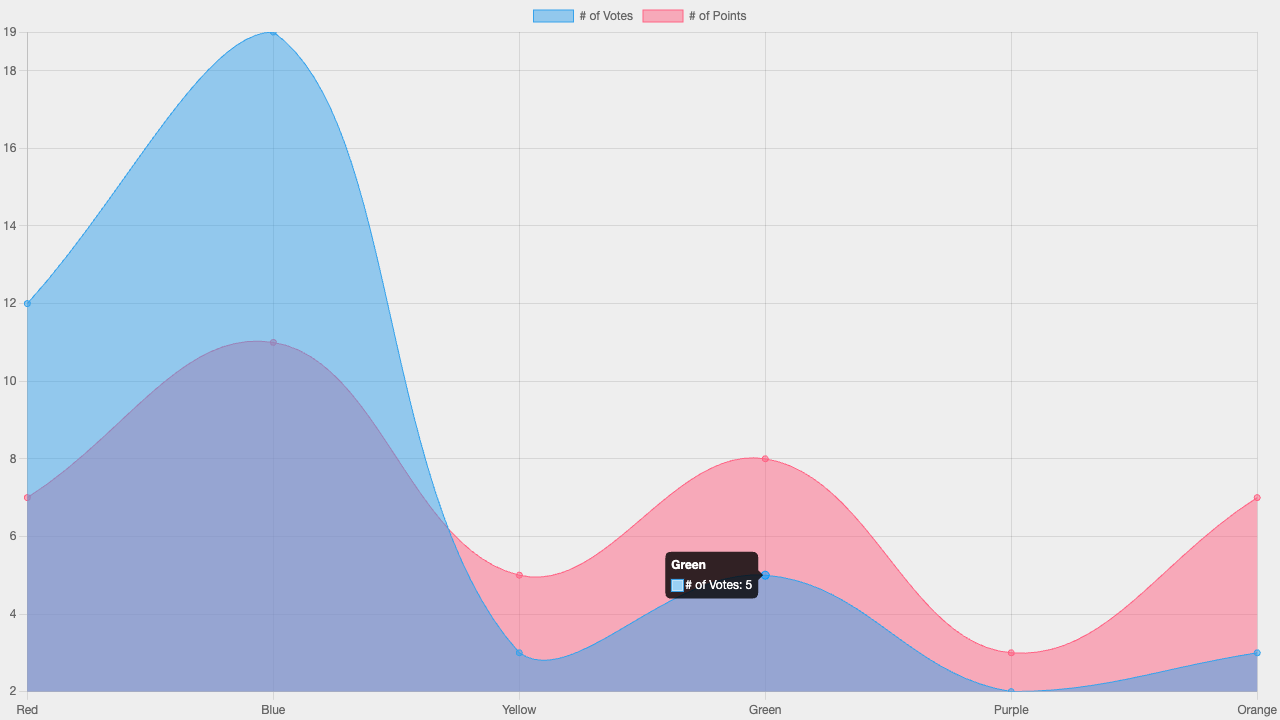 # of Votes # of Points
19
18
16
14
12
10
8
6
Green
# of Votes: 5
4
2
Red Blue Yellow Green Purple Orange